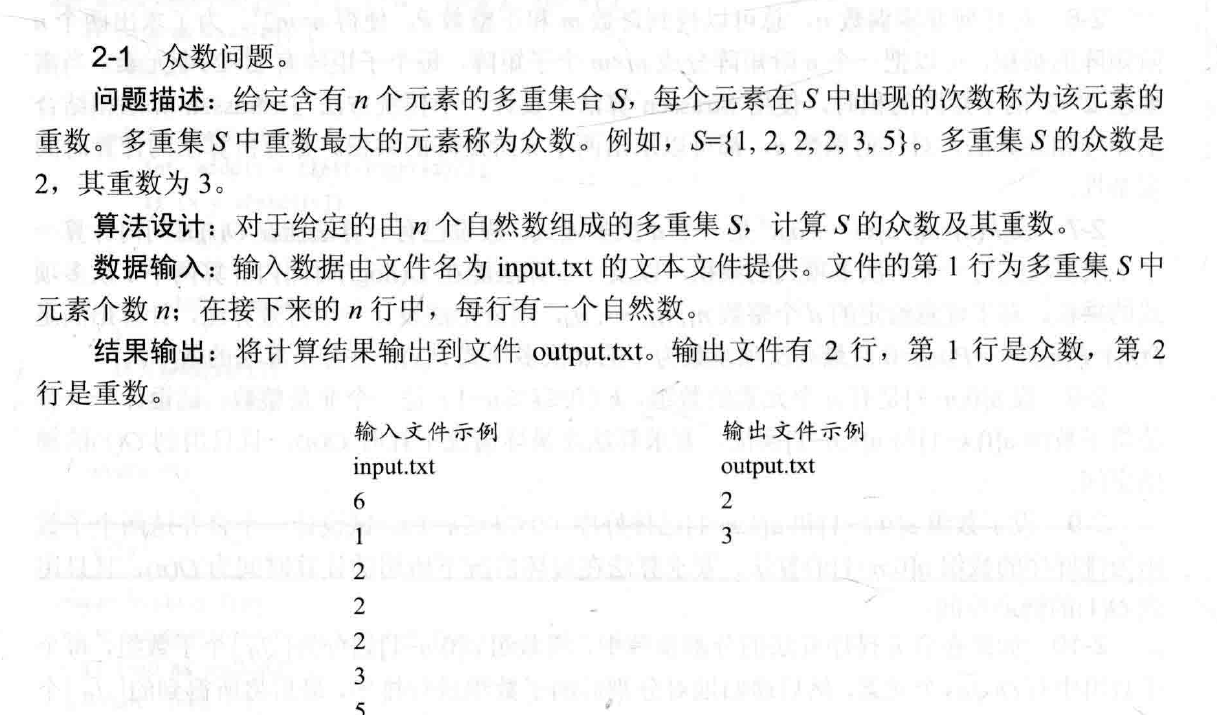 2-1 众数问题。
问题描述：给定含有 n 个元素的多重集合 S，每个元素在 S 中出现的次数称为该元素的
重数。多重集 S 中重数最大的元素称为众数。例如，S={1, 2, 2, 2, 3, 5}。多重集 S 的众数是
2，其重数为 3。
算法设计：对于给定的由 n 个自然数组成的多重集 S，计算 S 的众数及其重数。
数据输入：输入数据由文件名为 input.txt 的文本文件提供。文件的第 1 行为多重集 S 中
元素个数 n；在接下来的 n 行中，每行有一个自然数。
结果输出：将计算结果输出到文件 output.txt。输出文件有 2 行，第 1 行是众数，第 2
行是重数。
输入文件示例 输出文件示例
input.txt output.txt
6 2
1 3
2
2
2
3
5